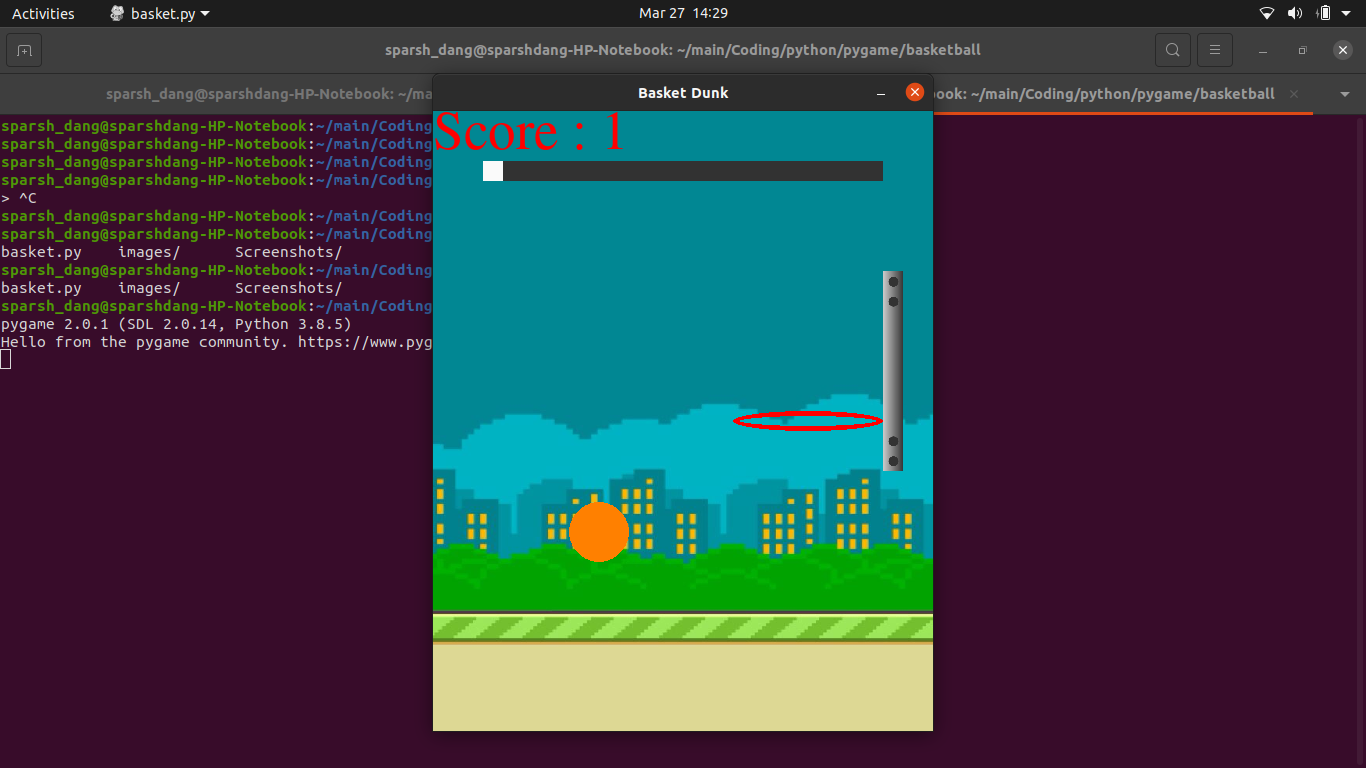 Activities basket.py Mar 27 14:29
sparsh_dang@sparshdang-HP-Notebook: ~/main/Coding/python/pygame/basketball
sparsh_dang@sparshdang-HP-Notebook: ~/ma
book: ~/main/Coding/python/pygame/basketball
Basket Dunk
Score : 1
sparsh_dang@sparshdang-HP-Notebook:~/main/Coding
sparsh_dang@sparshdang-HP-Notebook:~/main/Coding
sparsh_dang@sparshdang-HP-Notebook:~/main/Coding
sparsh_dang@sparshdang-HP-Notebook:~/main/Coding
> ^C
sparsh_dang@sparshdang-HP-Notebook:~/main/Coding
sparsh_dang@sparshdang-HP-Notebook:~/main/Coding
basket.py images/ Screenshots/
sparsh_dang@sparshdang-HP-Notebook:~/main/Coding
basket.py images/ Screenshots/
sparsh_dang@sparshdang-HP-Notebook:~/main/Coding
pygame 2.0.1 (SDL 2.0.14, Python 3.8.5)
Hello from the pygame community. https://www.pyg